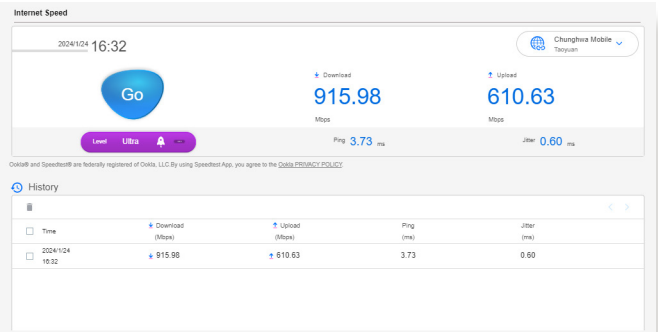 Internet Speed
2024/1/24 16:32
Chunghwa Mobile
Taoyuan
Go
Download
915.98
Mbps
Upload
610.63
Mbps
Level Ultra
Ping 3.73 ms
Jitter 0.60 ms
Ookla® and Speedtest® are federally registered of Ookla, LLC.By using Speedtest App, you agree to the Ookla PRIVACY POLICY.
History
Time Download (Mbps) Upload (Mbps) Ping (ms) Jitter (ms)
2024/1/24 16:32 915.98 610.63 3.73 0.60